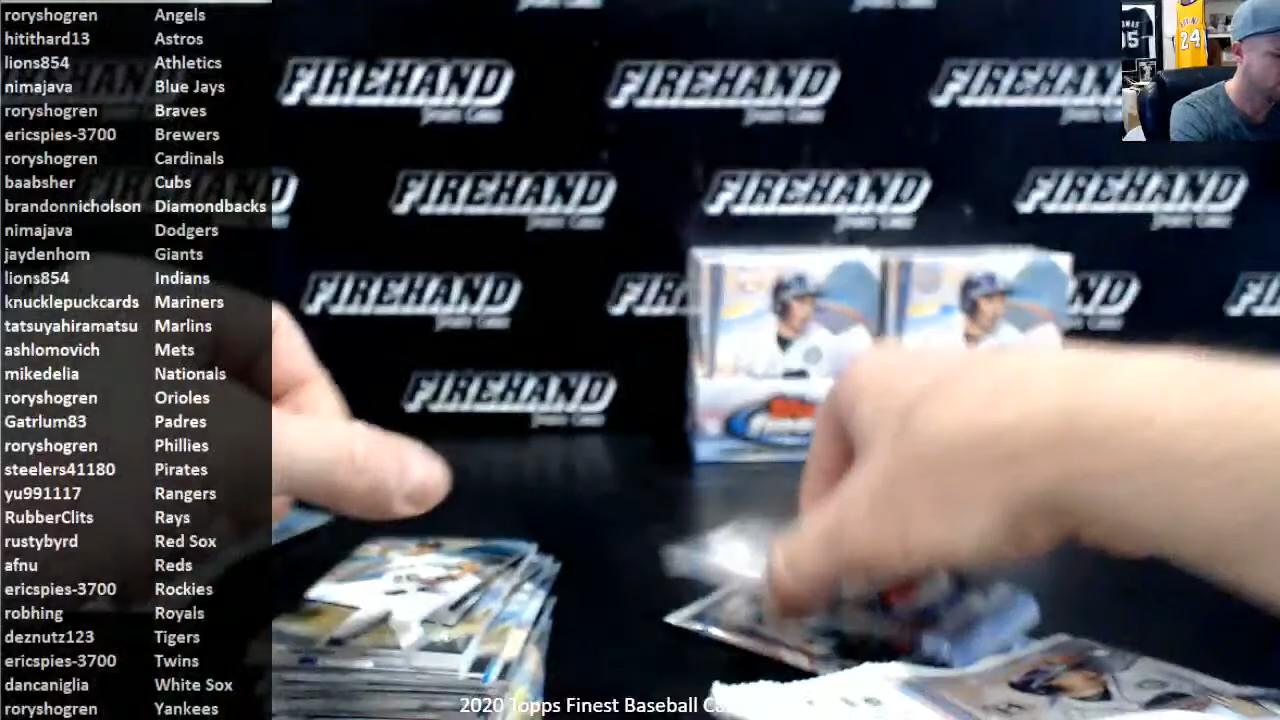 roryshogren Angels
hitithard13 Astros
lions854 Athletics
nimajava Blue Jays
roryshogren Braves
ericspies-3700 Brewers
roryshogren Cardinals
baabsher Cubs
brandonnicholson Diamondbacks
nimajava Dodgers
jaydenhorn Giants
lions854 Indians
knucklepuckcards Mariners
tatsuyahiramatsu Marlins
ashlomovich Mets
mikedelia Nationals
roryshogren Orioles
Gatrlum83 Padres
roryshogren Phillies
steelers41180 Pirates
yu991117 Rangers
RubberClits Rays
rustybyrd Red Sox
afnu Reds
ericspies-3700 Rockies
robhing Royals
deznutz123 Tigers
ericspies-3700 Twins
dancaniglia White Sox
roryshogren Yankees
FIREHAND FIREHAND FIREHAND
FIREHAND FIREHAND FIREHAND
FIREHAND
FIREHAND
24
2020 Topps Finest Baseball